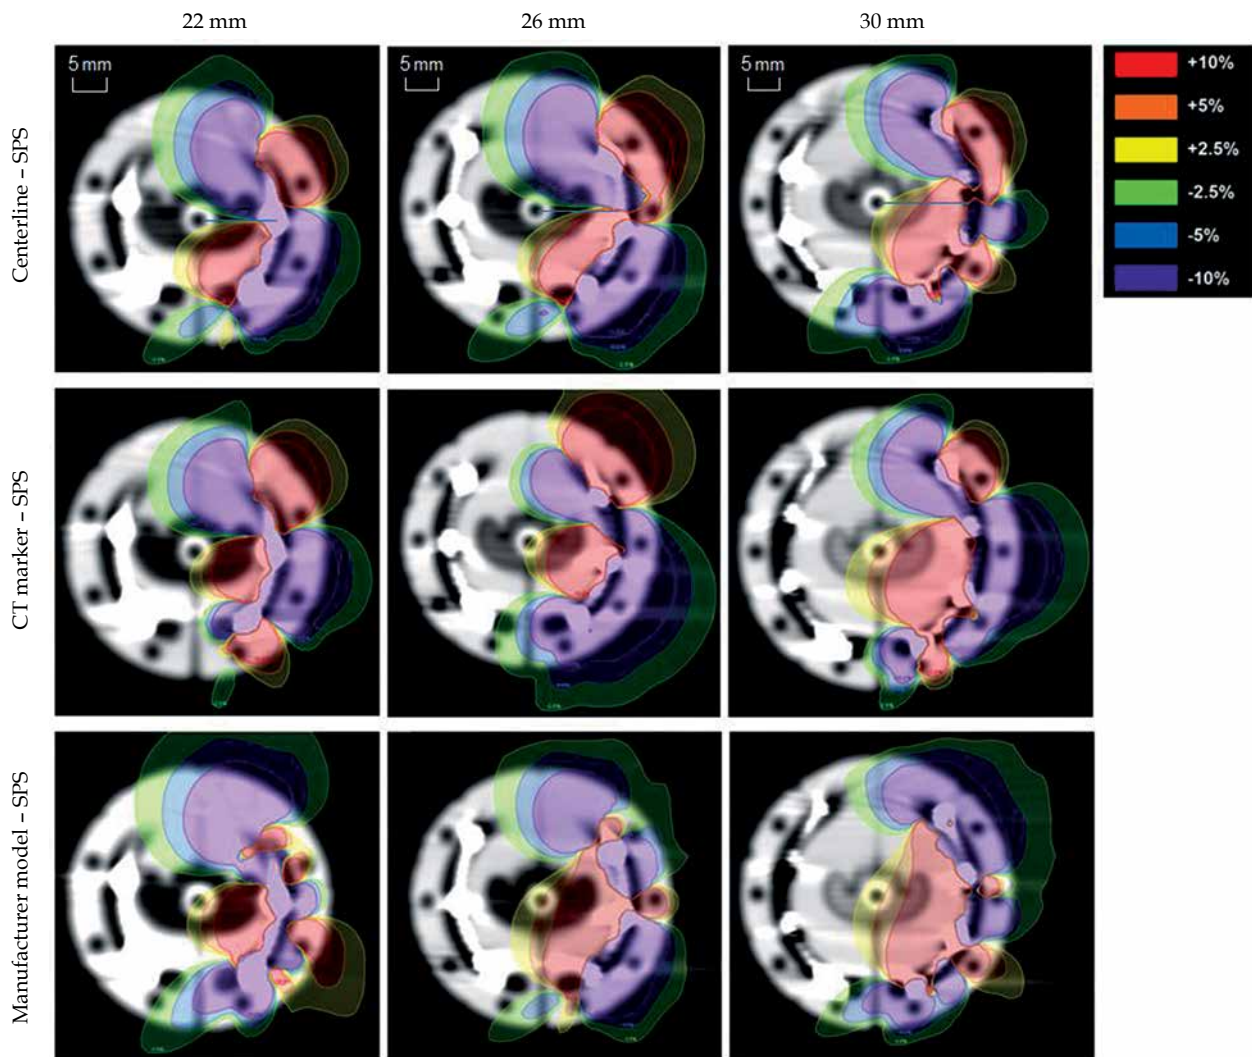 22 mm
26 mm
30 mm
Centerline – SPS
5 mm
5 mm
5 mm
+10%
+5%
+2.5%
-2.5%
-5%
-10%
CT marker – SPS
Manufacturer model – SPS